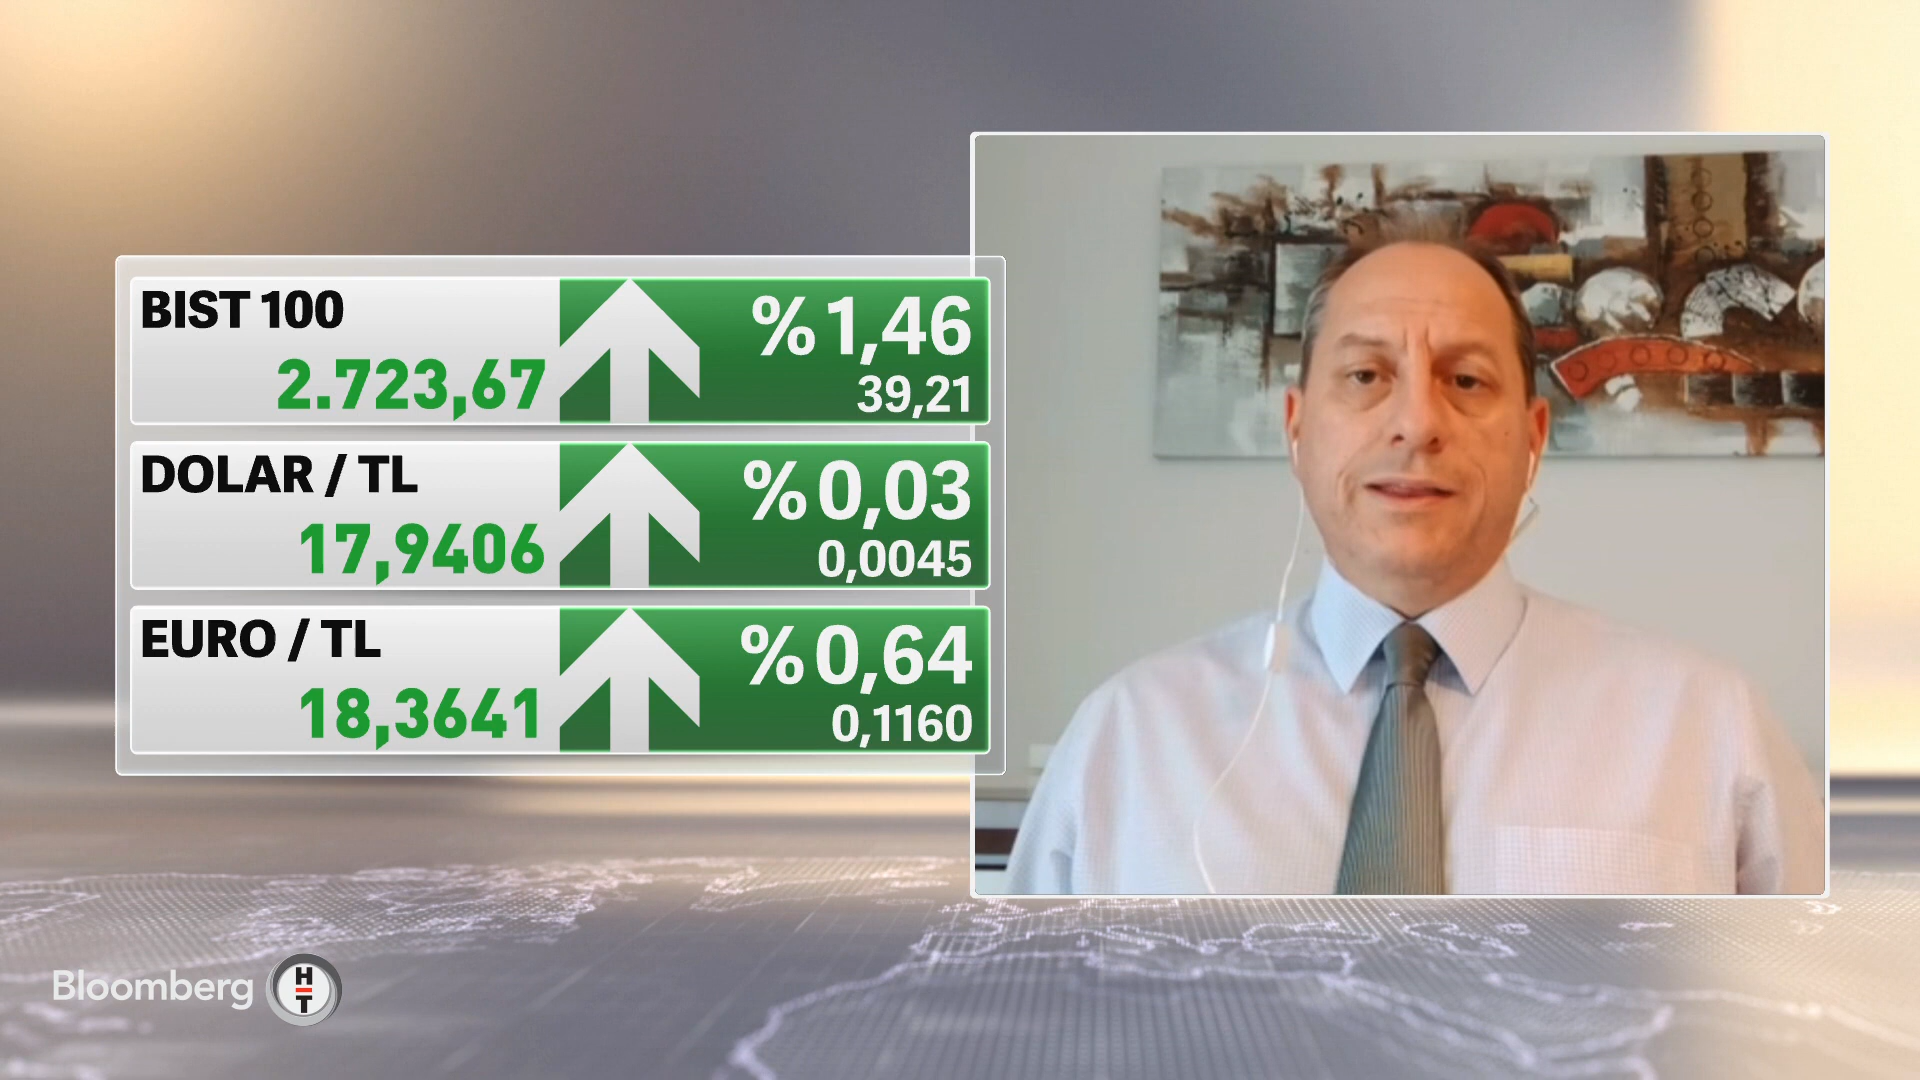 BIST 100
2.723,67
%1,46
39,21
DOLAR / TL
17,9406
%0,03
0,0045
EURO / TL
18,3641
%0,64
0,1160
Bloomberg HT